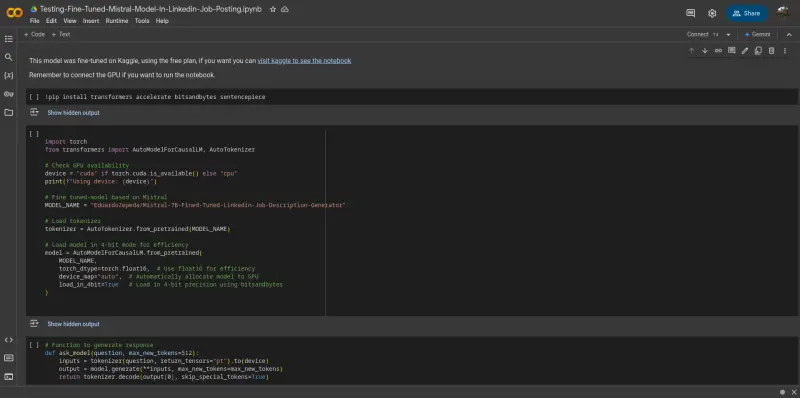 Testing-Fine-Tuned-Mistral-Model-In-Linkedin-Job-Posting.ipynb
File Edit View Insert Runtime Tools Help
Share
+ Code + Text
Connect T4
Gemini
This model was fine-tuned on Kaggle, using the free plan, if you want you can visit kaggle to see the notebook
Remember to connect the GPU if you want to run the notebook.
[ ] !pip install transformers accelerate bitsandbytes sentencepiece
Show hidden output
[ ]
import torch
from transformers import AutoModelForCausalLM, AutoTokenizer
# Check GPU availability
device = "cuda" if torch.cuda.is_available() else "cpu"
print(f"Using device: {device}")
# Fine tuned-model based on Mistral
MODEL_NAME = "EduardoZepeda/Mistral-7B-Fined-Tuned-Linkedin-Job-Description-Generator"
# Load tokenizer
tokenizer = AutoTokenizer.from_pretrained(MODEL_NAME)
# Load model in 4-bit mode for efficiency
model = AutoModelForCausalLM.from_pretrained(
MODEL_NAME,
torch_dtype=torch.float16, # Use float16 for efficiency
device_map="auto", # Automatically allocate model to GPU
load_in_4bit=True # Load in 4-bit precision using bitsandbytes
)
Show hidden output
[ ] # Function to generate response
def ask_model(question, max_new_tokens=512):
inputs = tokenizer(question, return_tensors="pt").to(device)
output = model.generate(**inputs, max_new_tokens=max_new_tokens)
return tokenizer.decode(output[0], skip_special_tokens=True)